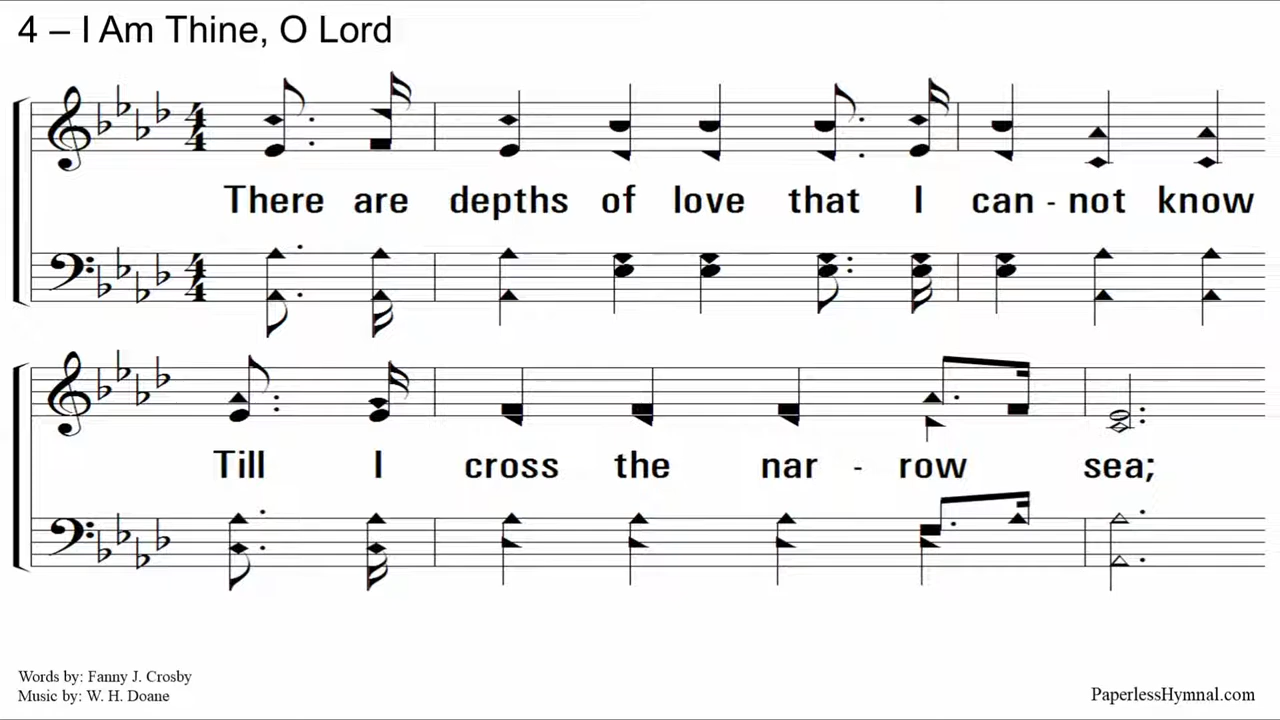 4 – I Am Thine, O Lord
There are depths of love that I can - not know
Till I cross the nar - row sea;
Words by: Fanny J. Crosby
Music by: W. H. Doane
PaperlessHymnal.com